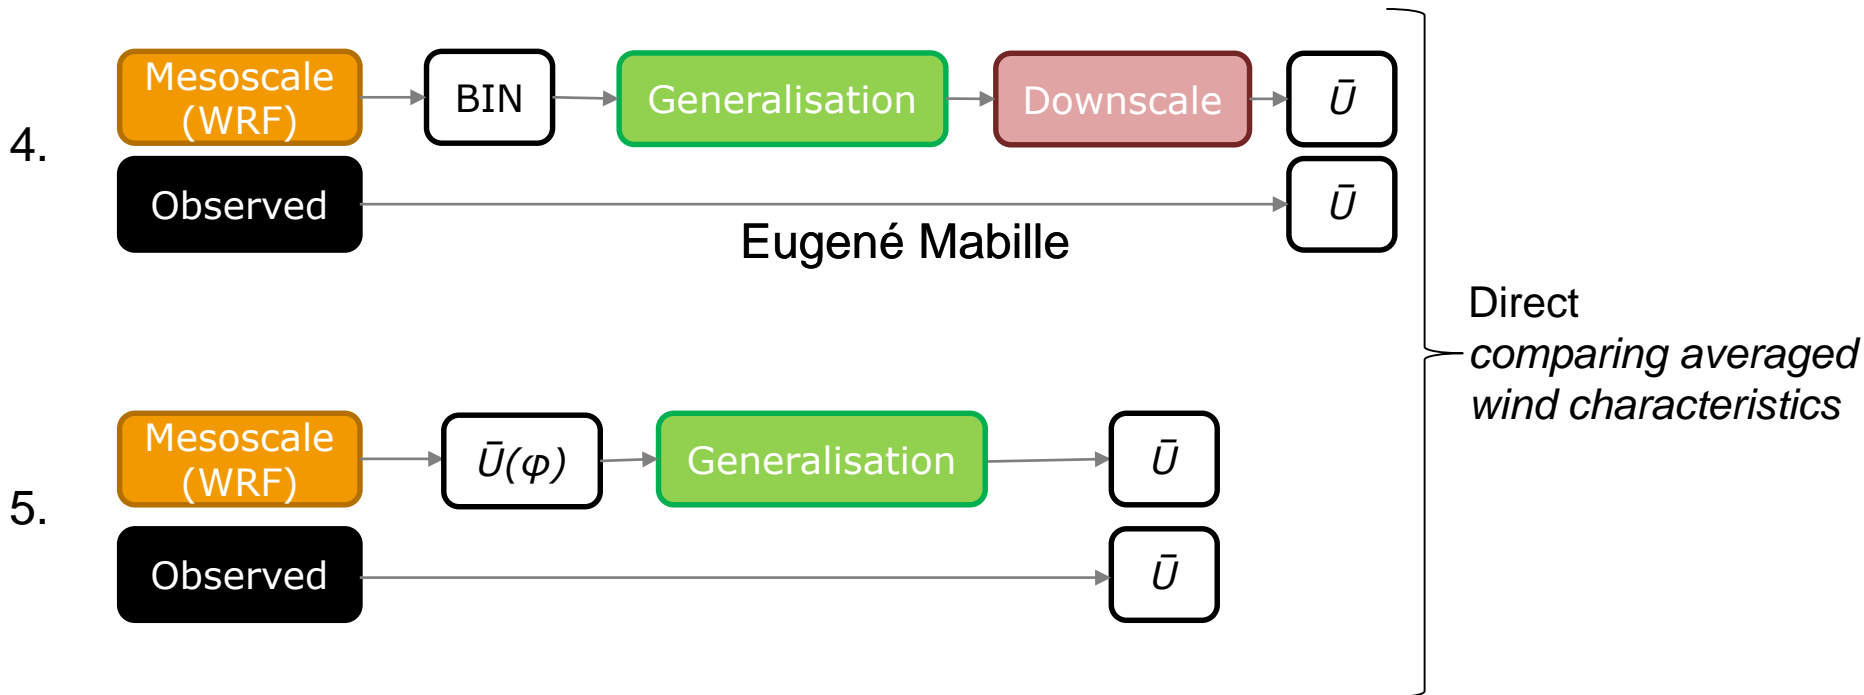 4.
Mesoscale
(WRF)
BIN
Generalisation
Downscale
Ū
Observed
Ū
Eugené Mabille
Direct
comparing averaged
wind characteristics
5.
Mesoscale
(WRF)
Ū(φ)
Generalisation
Ū
Observed
Ū